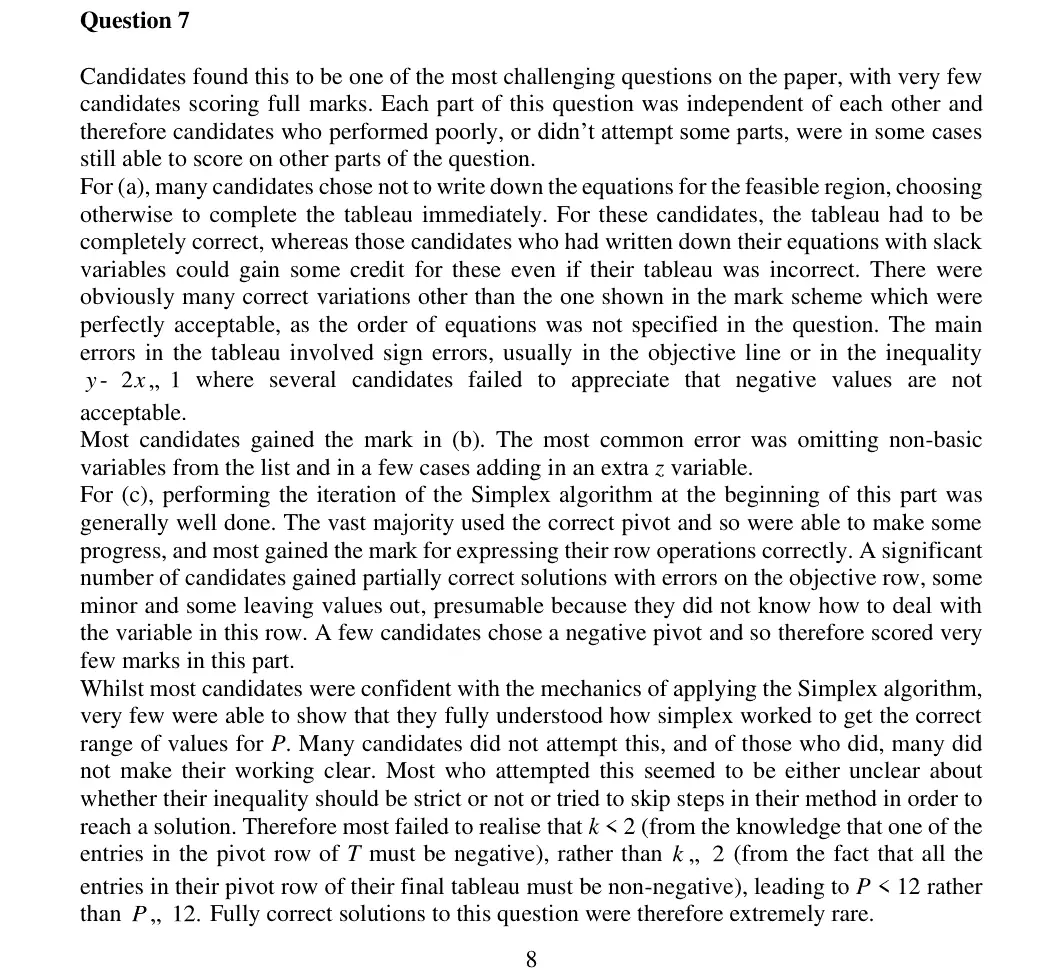 Question 7
Candidates found this to be one of the most challenging questions on the paper, with very few
candidates scoring full marks. Each part of this question was independent of each other and
therefore candidates who performed poorly, or didn’t attempt some parts, were in some cases
still able to score on other parts of the question.
For (a), many candidates chose not to write down the equations for the feasible region, choosing
otherwise to complete the tableau immediately. For these candidates, the tableau had to be
completely correct, whereas those candidates who had written down their equations with slack
variables could gain some credit for these even if their tableau was incorrect. There were
obviously many correct variations other than the one shown in the mark scheme which were
perfectly acceptable, as the order of equations was not specified in the question. The main
errors in the tableau involved sign errors, usually in the objective line or in the inequality
y - 2x „ 1 where several candidates failed to appreciate that negative values are not
acceptable.
Most candidates gained the mark in (b). The most common error was omitting non-basic
variables from the list and in a few cases adding in an extra z variable.
For (c), performing the iteration of the Simplex algorithm at the beginning of this part was
generally well done. The vast majority used the correct pivot and so were able to make some
progress, and most gained the mark for expressing their row operations correctly. A significant
number of candidates gained partially correct solutions with errors on the objective row, some
minor and some leaving values out, presumable because they did not know how to deal with
the variable in this row. A few candidates chose a negative pivot and so therefore scored very
few marks in this part.
Whilst most candidates were confident with the mechanics of applying the Simplex algorithm,
very few were able to show that they fully understood how simplex worked to get the correct
range of values for P. Many candidates did not attempt this, and of those who did, many did
not make their working clear. Most who attempted this seemed to be either unclear about
whether their inequality should be strict or not or tried to skip steps in their method in order to
reach a solution. Therefore most failed to realise that k < 2 (from the knowledge that one of the
entries in the pivot row of T must be negative), rather than k „ 2 (from the fact that all the
entries in their pivot row of their final tableau must be non-negative), leading to P < 12 rather
than P „ 12. Fully correct solutions to this question were therefore extremely rare.
8